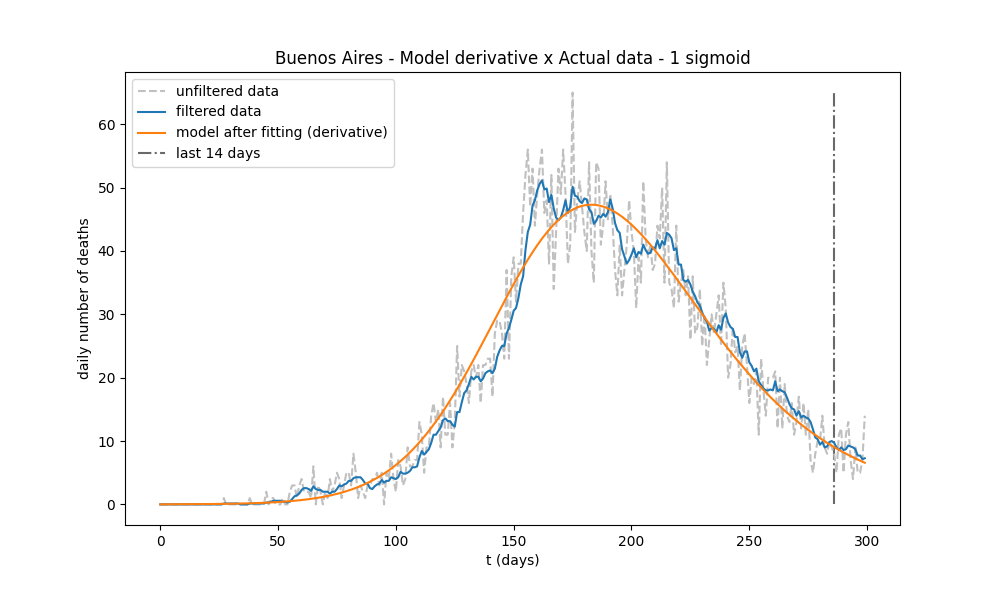 Buenos Aires - Model derivative x Actual data - 1 sigmoid
unfiltered data
filtered data
model after fitting (derivative)
last 14 days
daily number of deaths
60
50
40
30
20
10
0
0 50 100 150 200 250 300
t (days)